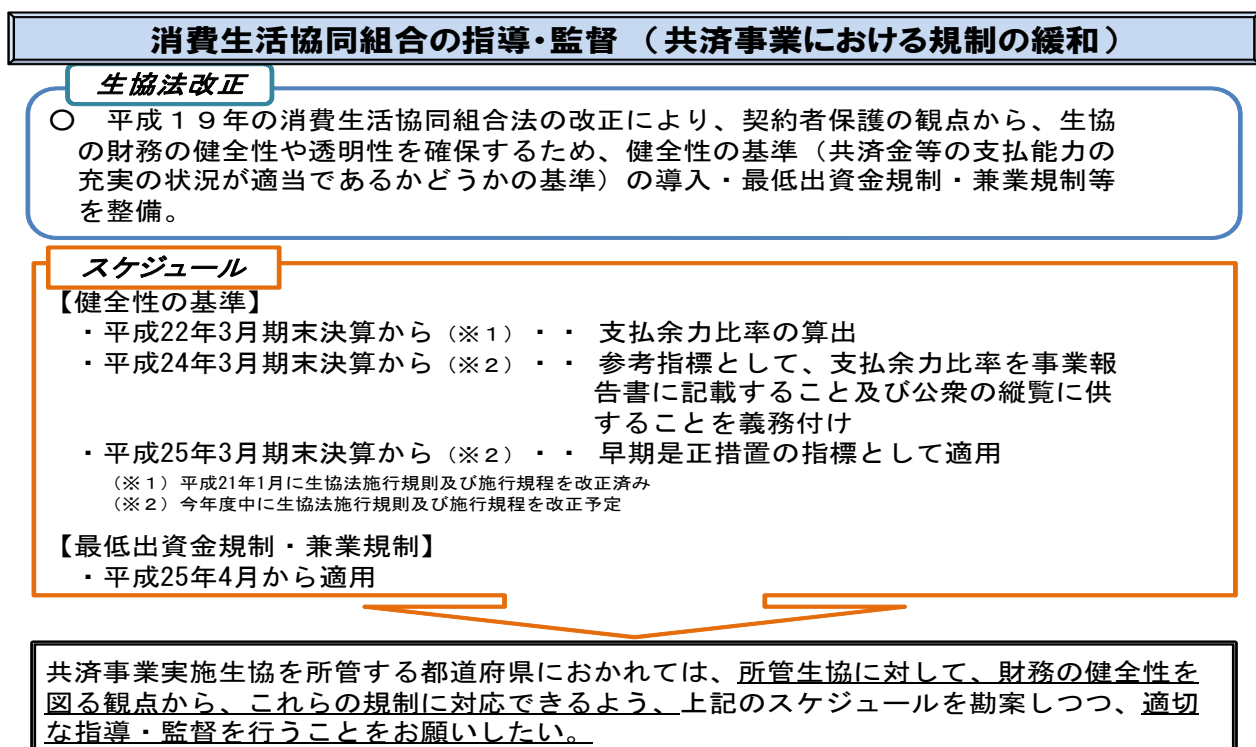 消費生活協同組合の指導・監督 （共済事業における規制の緩和）
生協法改正
○　平成１９年の消費生活協同組合法の改正により、契約者保護の観点から、生協
の財務の健全性や透明性を確保するため、健全性の基準（共済金等の支払能力の
充実の状況が適当であるかどうかの基準）の導入・最低出資金規制・兼業規制等
を整備。
スケジュール
【健全性の基準】
・平成22年3月期末決算から（※１）・・ 支払余力比率の算出
・平成24年3月期末決算から（※２）・・ 参考指標として、支払余力比率を事業報
告書に記載すること及び公衆の縦覧に供
することを義務付け
・平成25年3月期末決算から（※２）・・ 早期是正措置の指標として適用
（※１）平成21年1月に生協法施行規則及び施行規程を改正済み
（※２）今年度中に生協法施行規則及び施行規程を改正予定
【最低出資金規制・兼業規制】
・平成25年4月から適用
共済事業実施生協を所管する都道府県におかれては、所管生協に対して、財務の健全性を
図る観点から、これらの規制に対応できるよう、上記のスケジュールを勘案しつつ、適切
な指導・監督を行うことをお願いしたい。